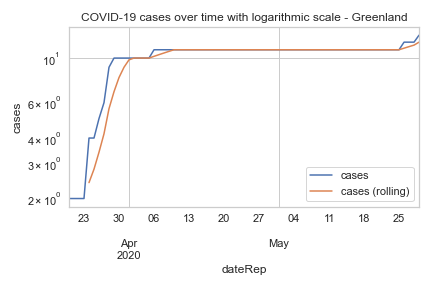 COVID-19 cases over time with logarithmic scale - Greenland
cases
10¹
6 × 10⁰
4 × 10⁰
3 × 10⁰
2 × 10⁰
cases
cases (rolling)
23 30 06 13 20 27 04 11 18 25
Apr May
2020
dateRep